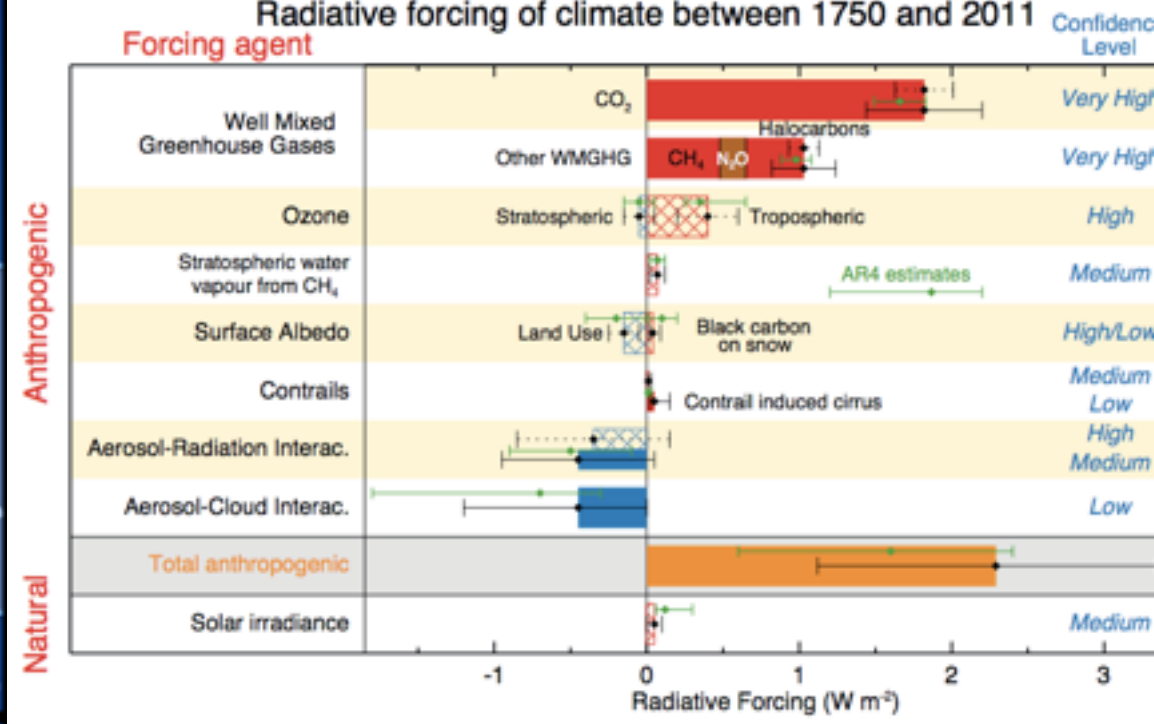 Radiative forcing of climate between 1750 and 2011
Forcing agent
Confidenc
Level
Anthropogenic
Natural
Well Mixed
Greenhouse Gases
CO₂
Very High
Halocarbons
Other WMGHG
CH₄
N₂O
Very High
Ozone
Stratospheric
Tropospheric
High
Stratospheric water
vapour from CH₄
AR4 estimates
Medium
Surface Albedo
Land Use
Black carbon
on snow
High/Low
Contrails
Contrail induced cirrus
Medium
Low
Aerosol-Radiation Interac.
High
Medium
Aerosol-Cloud Interac.
Low
Total anthropogenic
Solar irradiance
Medium
-1 0 1 2 3
Radiative Forcing (W m⁻²)